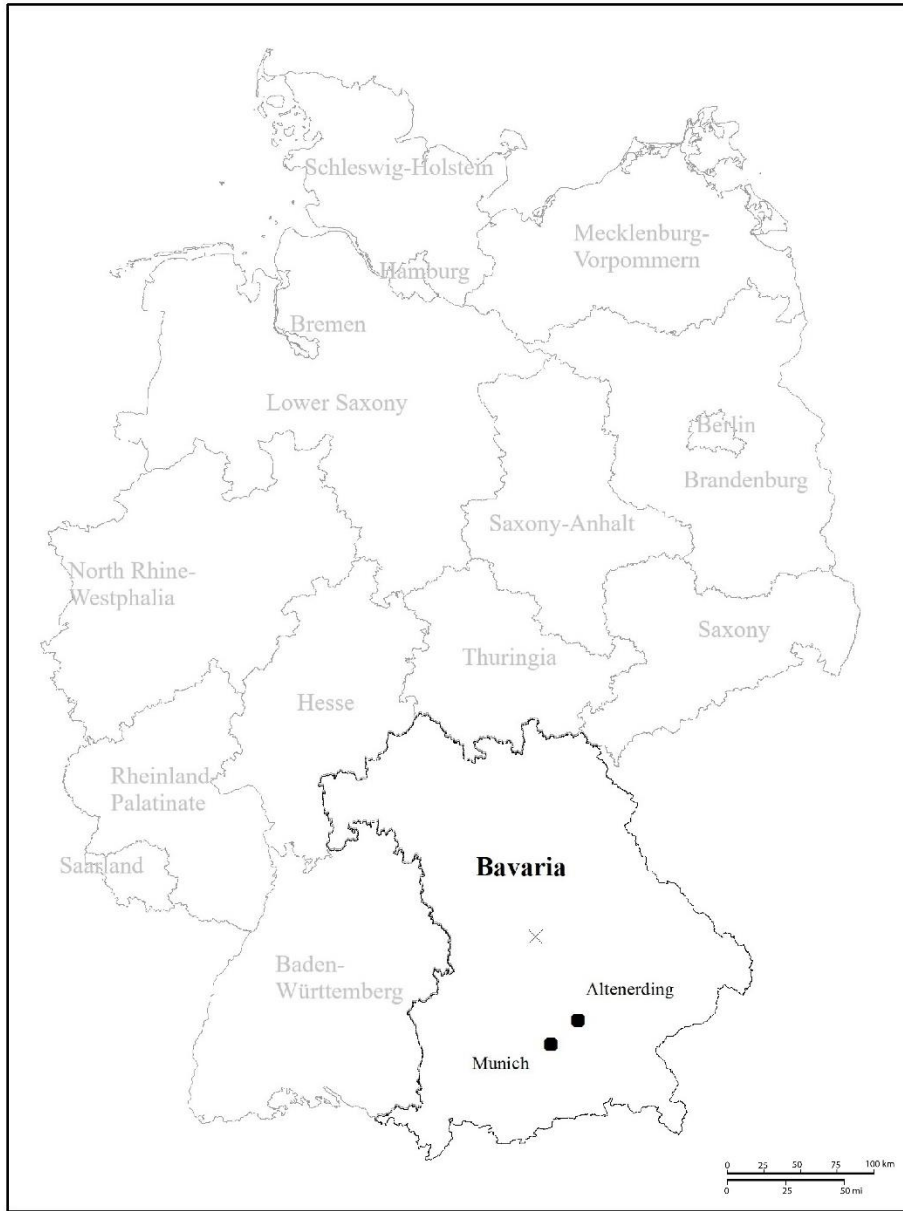 Schleswig-Holstein
Mecklenburg-
Vorpommern
Hamburg
Bremen
Lower Saxony
Berlin
Brandenburg
Saxony-Anhalt
North Rhine-
Westphalia
Saxony
Thuringia
Hesse
Rheinland
Palatinate
Saarland
Bavaria
Baden-
Württemberg
Altenerding
Munich
0 25 50 75 100 km
0 25 50 mi